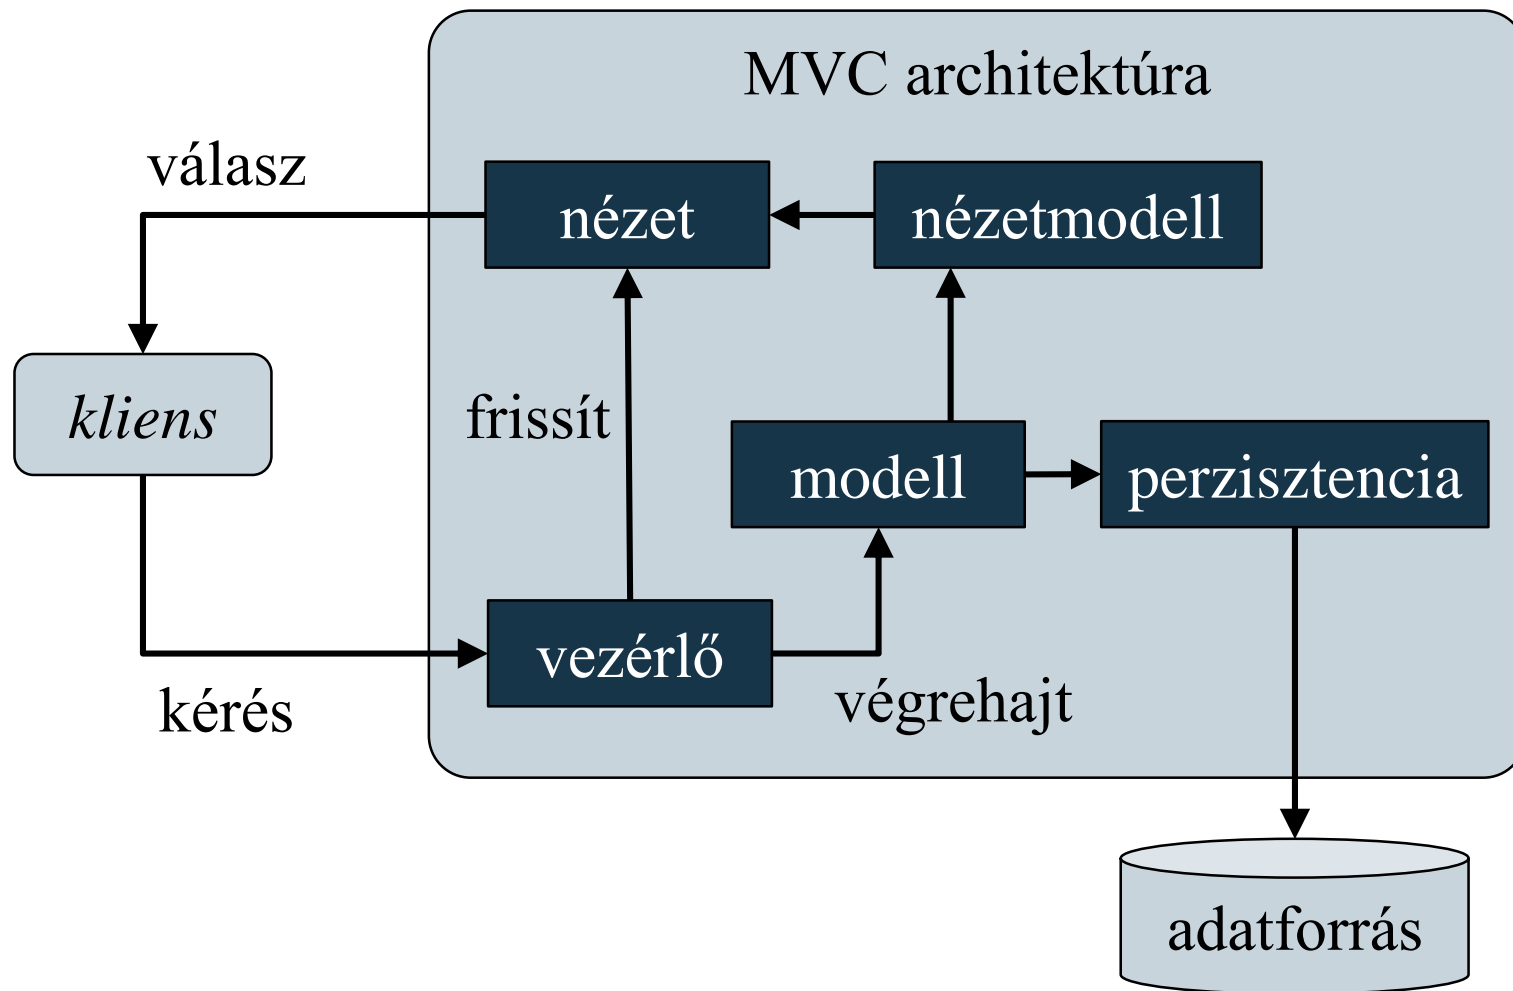 MVC architektúra
válasz
nézet
nézetmodell
kliens
frissít
modell
perzisztencia
vezérlő
végrehajt
kérés
adatforrás